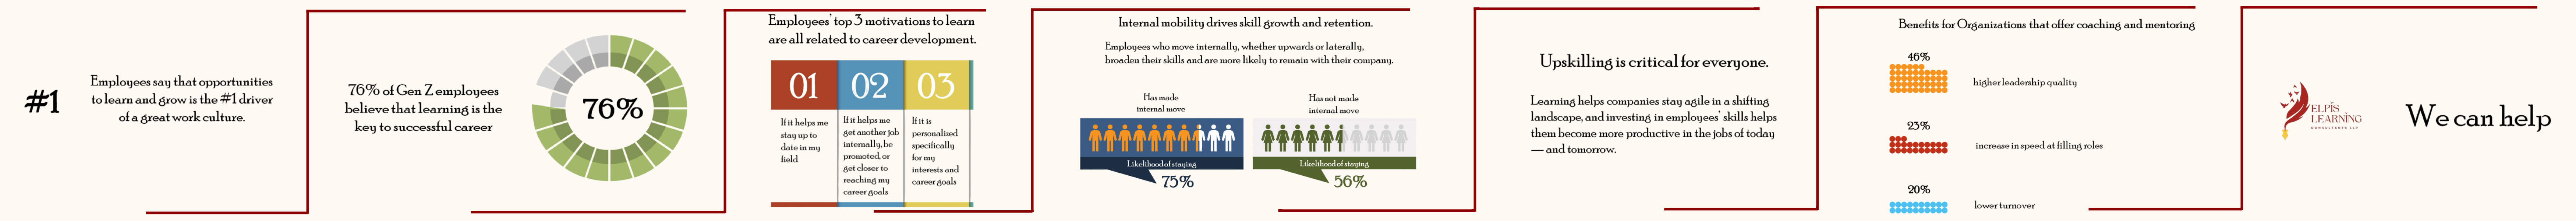 #1
Employees say that opportunities
to learn and grow is the #1 driver
of a great work culture.
76% of Gen Z employees
believe that learning is the
key to successful career
76%
Employees' top 3 motivations to learn
are all related to career development.
01
If it helps me
stay up to
date in my
field
02
If it helps me
get another job
internally, be
promoted, or
get closer to
reaching my
career goals
03
If it is
personalized
specifically
for my
interests and
career goals
Internal mobility drives skill growth and retention.
Employees who move internally, whether upwards or laterally,
broaden their skills and are more likely to remain with their company.
Has made
internal move
Likelihood of staying
75%
Has not made
internal move
Likelihood of staying
56%
Upskilling is critical for everyone.
Learning helps companies stay agile in a shifting
landscape, and investing in employees' skills helps
them become more productive in the jobs of today
— and tomorrow.
Benefits for Organizations that offer coaching and mentoring
46%
higher leadership quality
23%
increase in speed at filling roles
20%
lower turnover
ELPIS
LEARNING
CONSULTANTS LLP
We can help